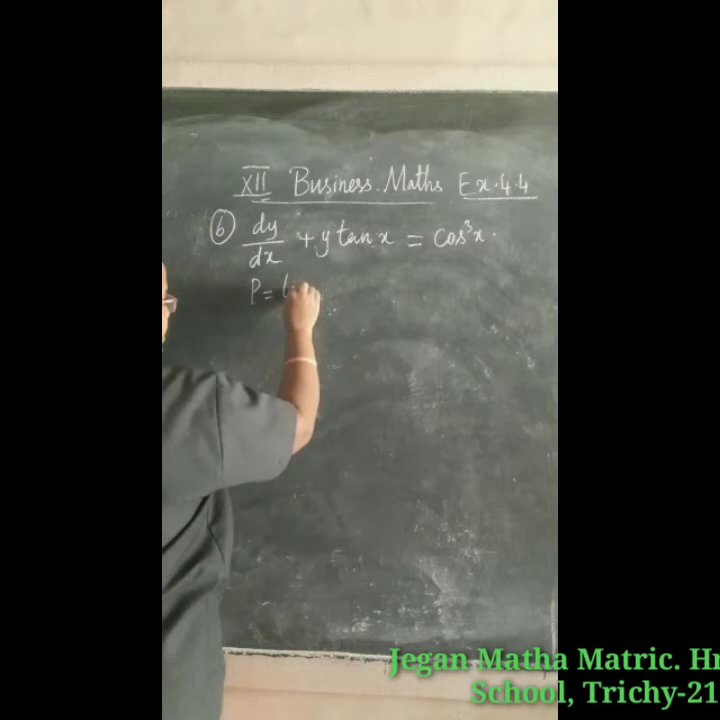 XII Business Maths Ex. 4.4
⑥ dy/dx + y tan x = cos³x.
P =
Jegan Matha Matric. Hr
School, Trichy-21